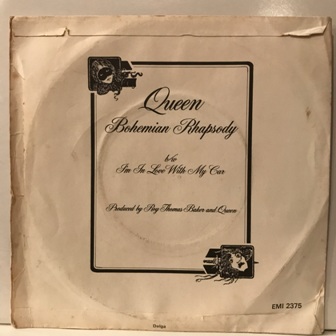 Queen
Bohemian Rhapsody
b/w
I'm In Love With My Car
Produced by Roy Thomas Baker and Queen
EMI 2375